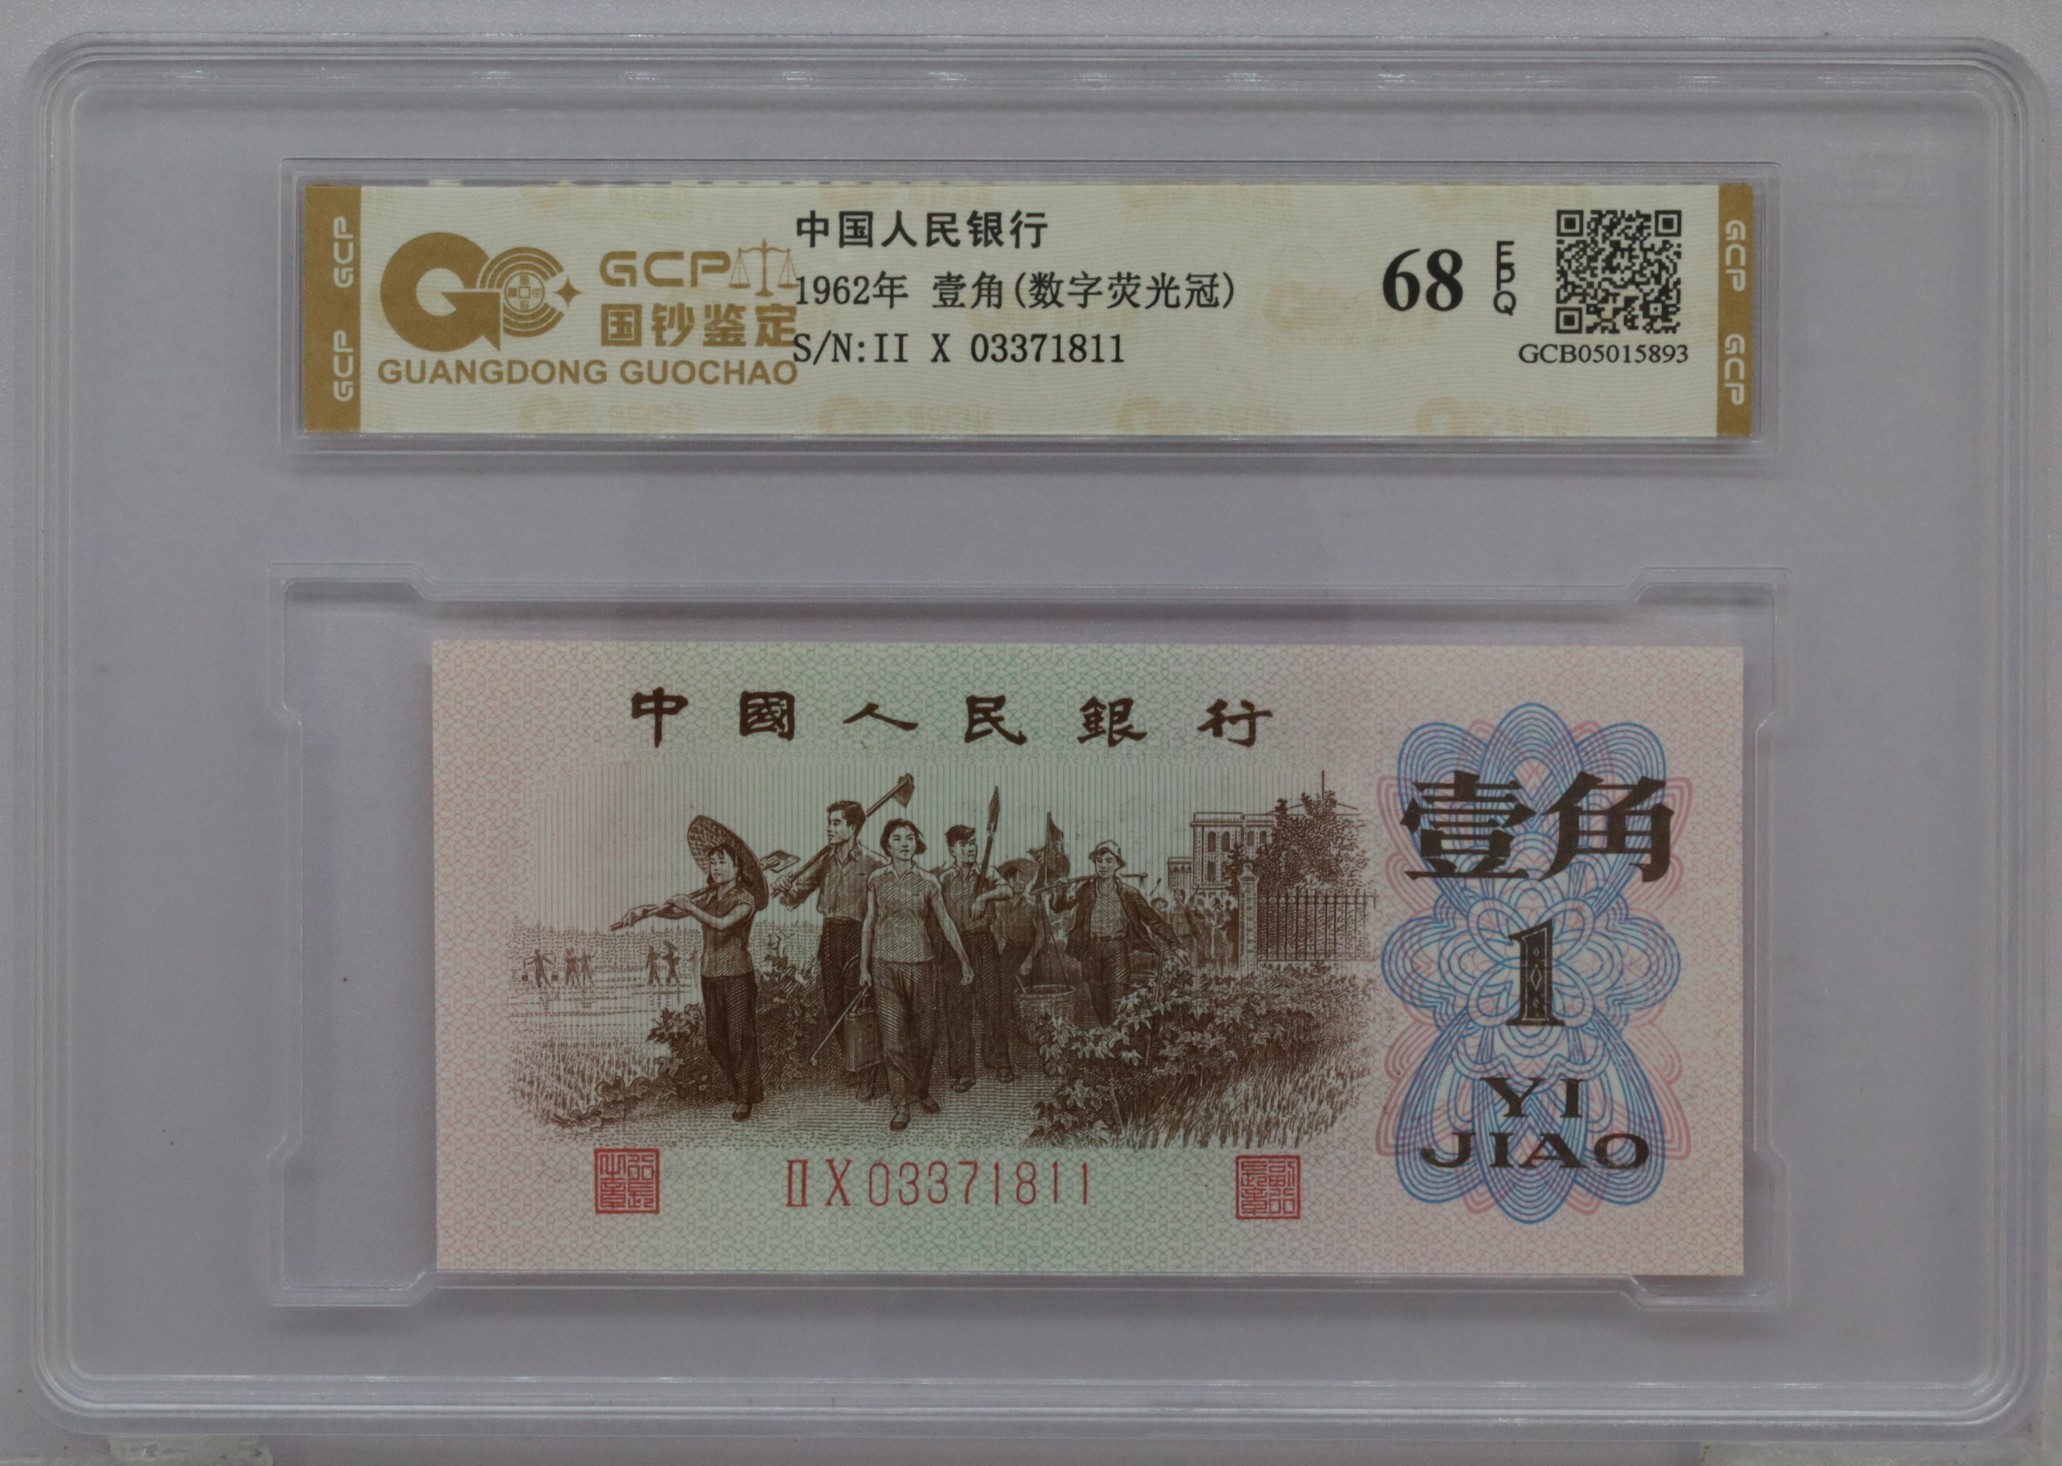 GCP
GCP
GCP
国钞鉴定
GUANGDONG GUOCHAO
中国人民银行
1962年 壹角(数字荧光冠)
S/N:II X 03371811
68 EPQ
GCB05015893
GCP
GCP
中國人民銀行
壹角
1
YI
JIAO
II X 03371811